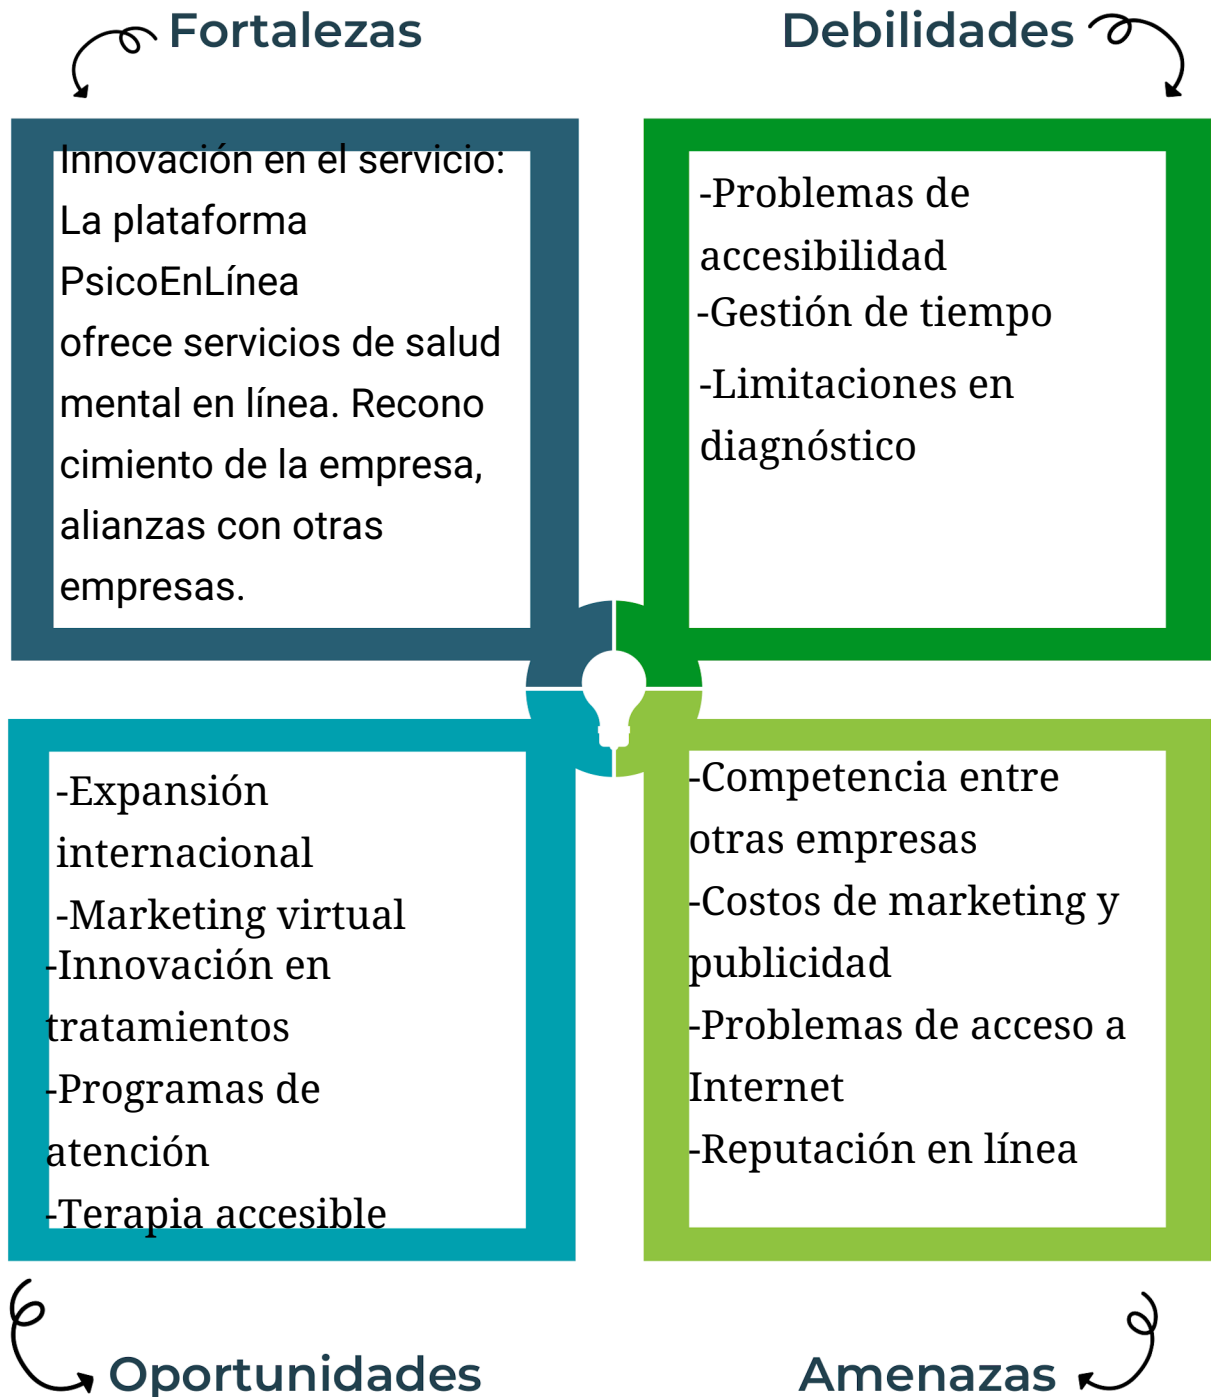 Fortalezas
Innovación en el servicio:
La plataforma
PsicoEnLínea
ofrece servicios de salud
mental en línea. Recono
cimiento de la empresa,
alianzas con otras
empresas.
Debilidades
-Problemas de
accesibilidad
-Gestión de tiempo
-Limitaciones en
diagnóstico
-Expansión
internacional
-Marketing virtual
-Innovación en
tratamientos
-Programas de
atención
-Terapia accesible
Oportunidades
-Competencia entre
otras empresas
-Costos de marketing y
publicidad
-Problemas de acceso a
Internet
-Reputación en línea
Amenazas